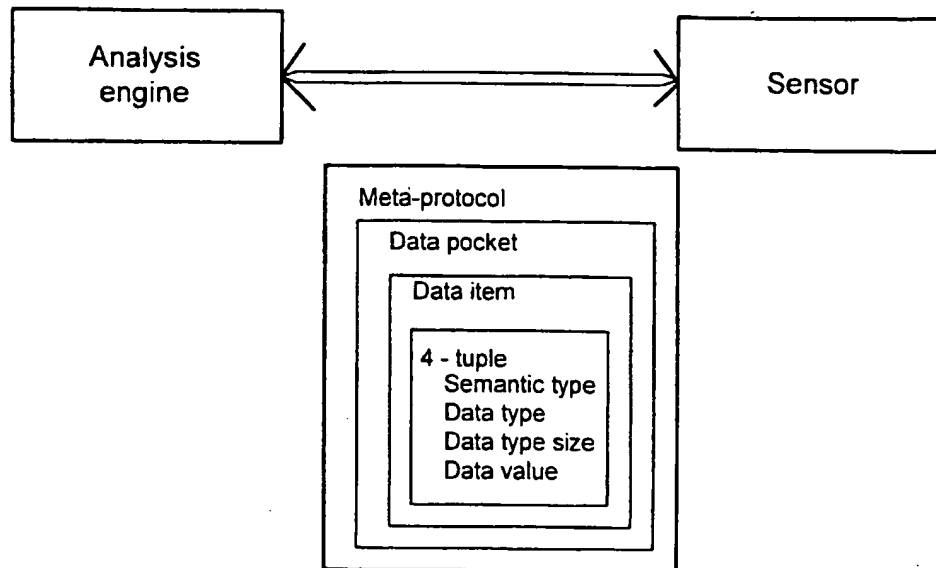 Analysis
engine
Sensor
Meta-protocol
Data pocket
Data item
4 - tuple
Semantic type
Data type
Data type size
Data value